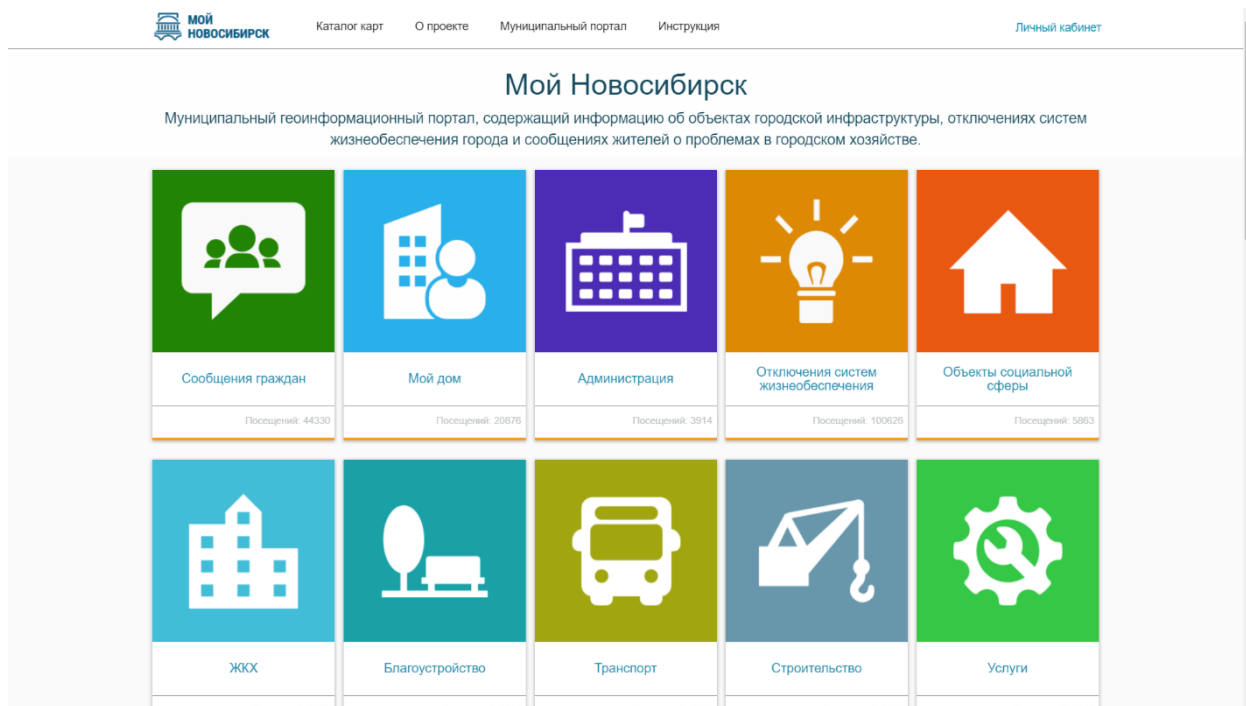 МОЙ
НОВОСИБИРСК
Каталог карт О проекте Муниципальный портал Инструкция Личный кабинет
Мой Новосибирск
Муниципальный геоинформационный портал, содержащий информацию об объектах городской инфраструктуры, отключениях систем
жизнеобеспечения города и сообщениях жителей о проблемах в городском хозяйстве.
Сообщения граждан
Посещений: 44330
Мой дом
Посещений: 20876
Администрация
Посещений: 3914
Отключения систем
жизнеобеспечения
Посещений: 100626
Объекты социальной
сферы
Посещений: 5863
ЖКХ
Благоустройство
Транспорт
Строительство
Услуги